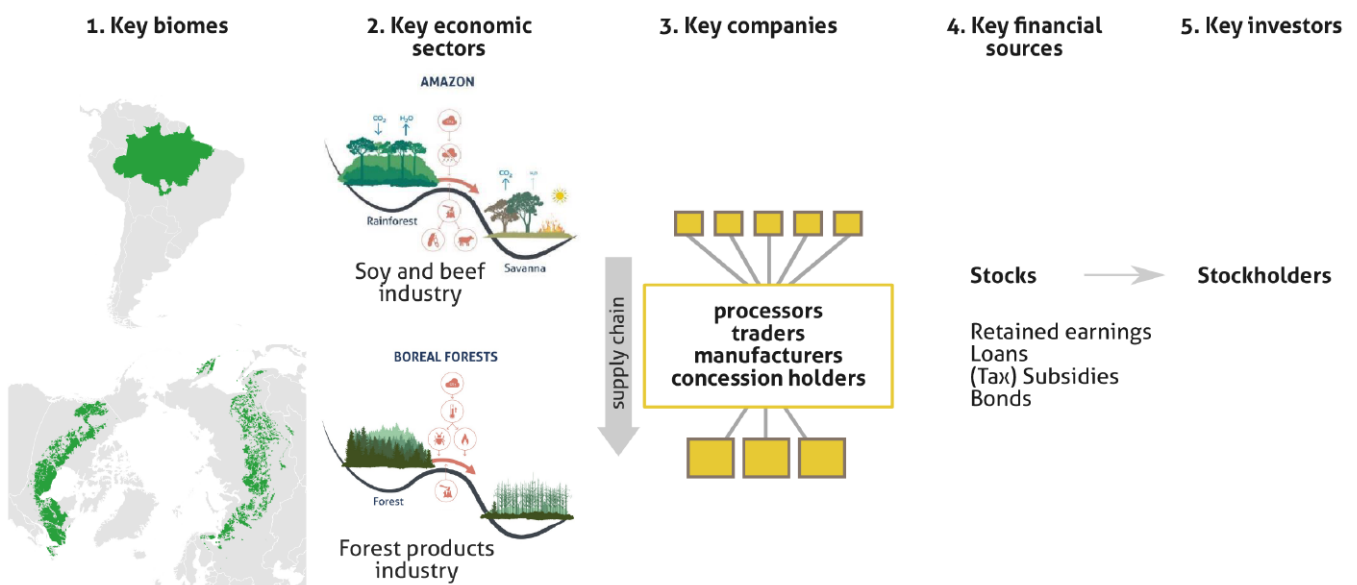 1. Key biomes
2. Key economic
sectors
3. Key companies
4. Key financial
sources
5. Key investors
AMAZON
CO₂
H₂O
Rainforest
CO₂
H₂O
Savanna
Soy and beef
industry
BOREAL FORESTS
Forest
Forest products
industry
supply chain
processors
traders
manufacturers
concession holders
Stocks
Retained earnings
Loans
(Tax) Subsidies
Bonds
Stockholders